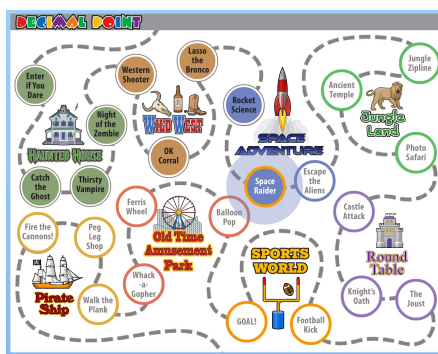 DECIMAL POINT
Lasso
the
Bronco
Jungle
Zipline
Enter
if You
Dare
Western
Shooter
Ancient
Temple
Rocket
Science
Night
of the
Zombie
WILD WEST
Jungle
Land
SPACE
ADVENTURE
HAUNTED HOUSE
OK
Corral
Photo
Safari
Catch
the
Ghost
Thirsty
Vampire
Space
Raider
Escape
the
Aliens
Ferris
Wheel
Balloon
Pop
Castle
Attack
Fire the
Cannons!
Peg
Leg
Shop
Old Time
Amusement
Park
SPORTS
WORLD
Round
Table
Whack
-a-
Gopher
Pirate
Ship
Walk the
Plank
Knight's
Oath
The
Joust
GOAL!
Football
Kick